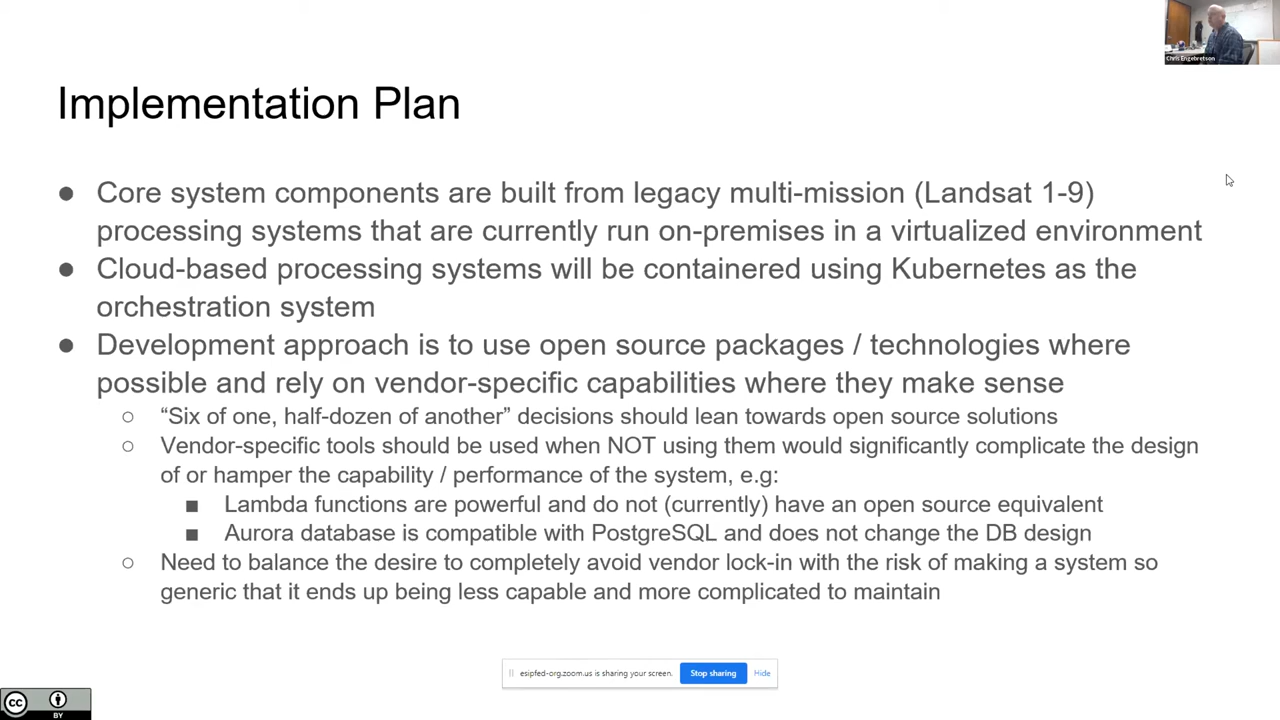 Chris Engebretson
Implementation Plan
● Core system components are built from legacy multi-mission (Landsat 1-9)
processing systems that are currently run on-premises in a virtualized environment
● Cloud-based processing systems will be containered using Kubernetes as the
orchestration system
● Development approach is to use open source packages / technologies where
possible and rely on vendor-specific capabilities where they make sense
○ “Six of one, half-dozen of another” decisions should lean towards open source solutions
○ Vendor-specific tools should be used when NOT using them would significantly complicate the design
of or hamper the capability / performance of the system, e.g:
■ Lambda functions are powerful and do not (currently) have an open source equivalent
■ Aurora database is compatible with PostgreSQL and does not change the DB design
○ Need to balance the desire to completely avoid vendor lock-in with the risk of making a system so
generic that it ends up being less capable and more complicated to maintain
esipfed-org.zoom.us is sharing your screen. Stop sharing Hide
cc
BY